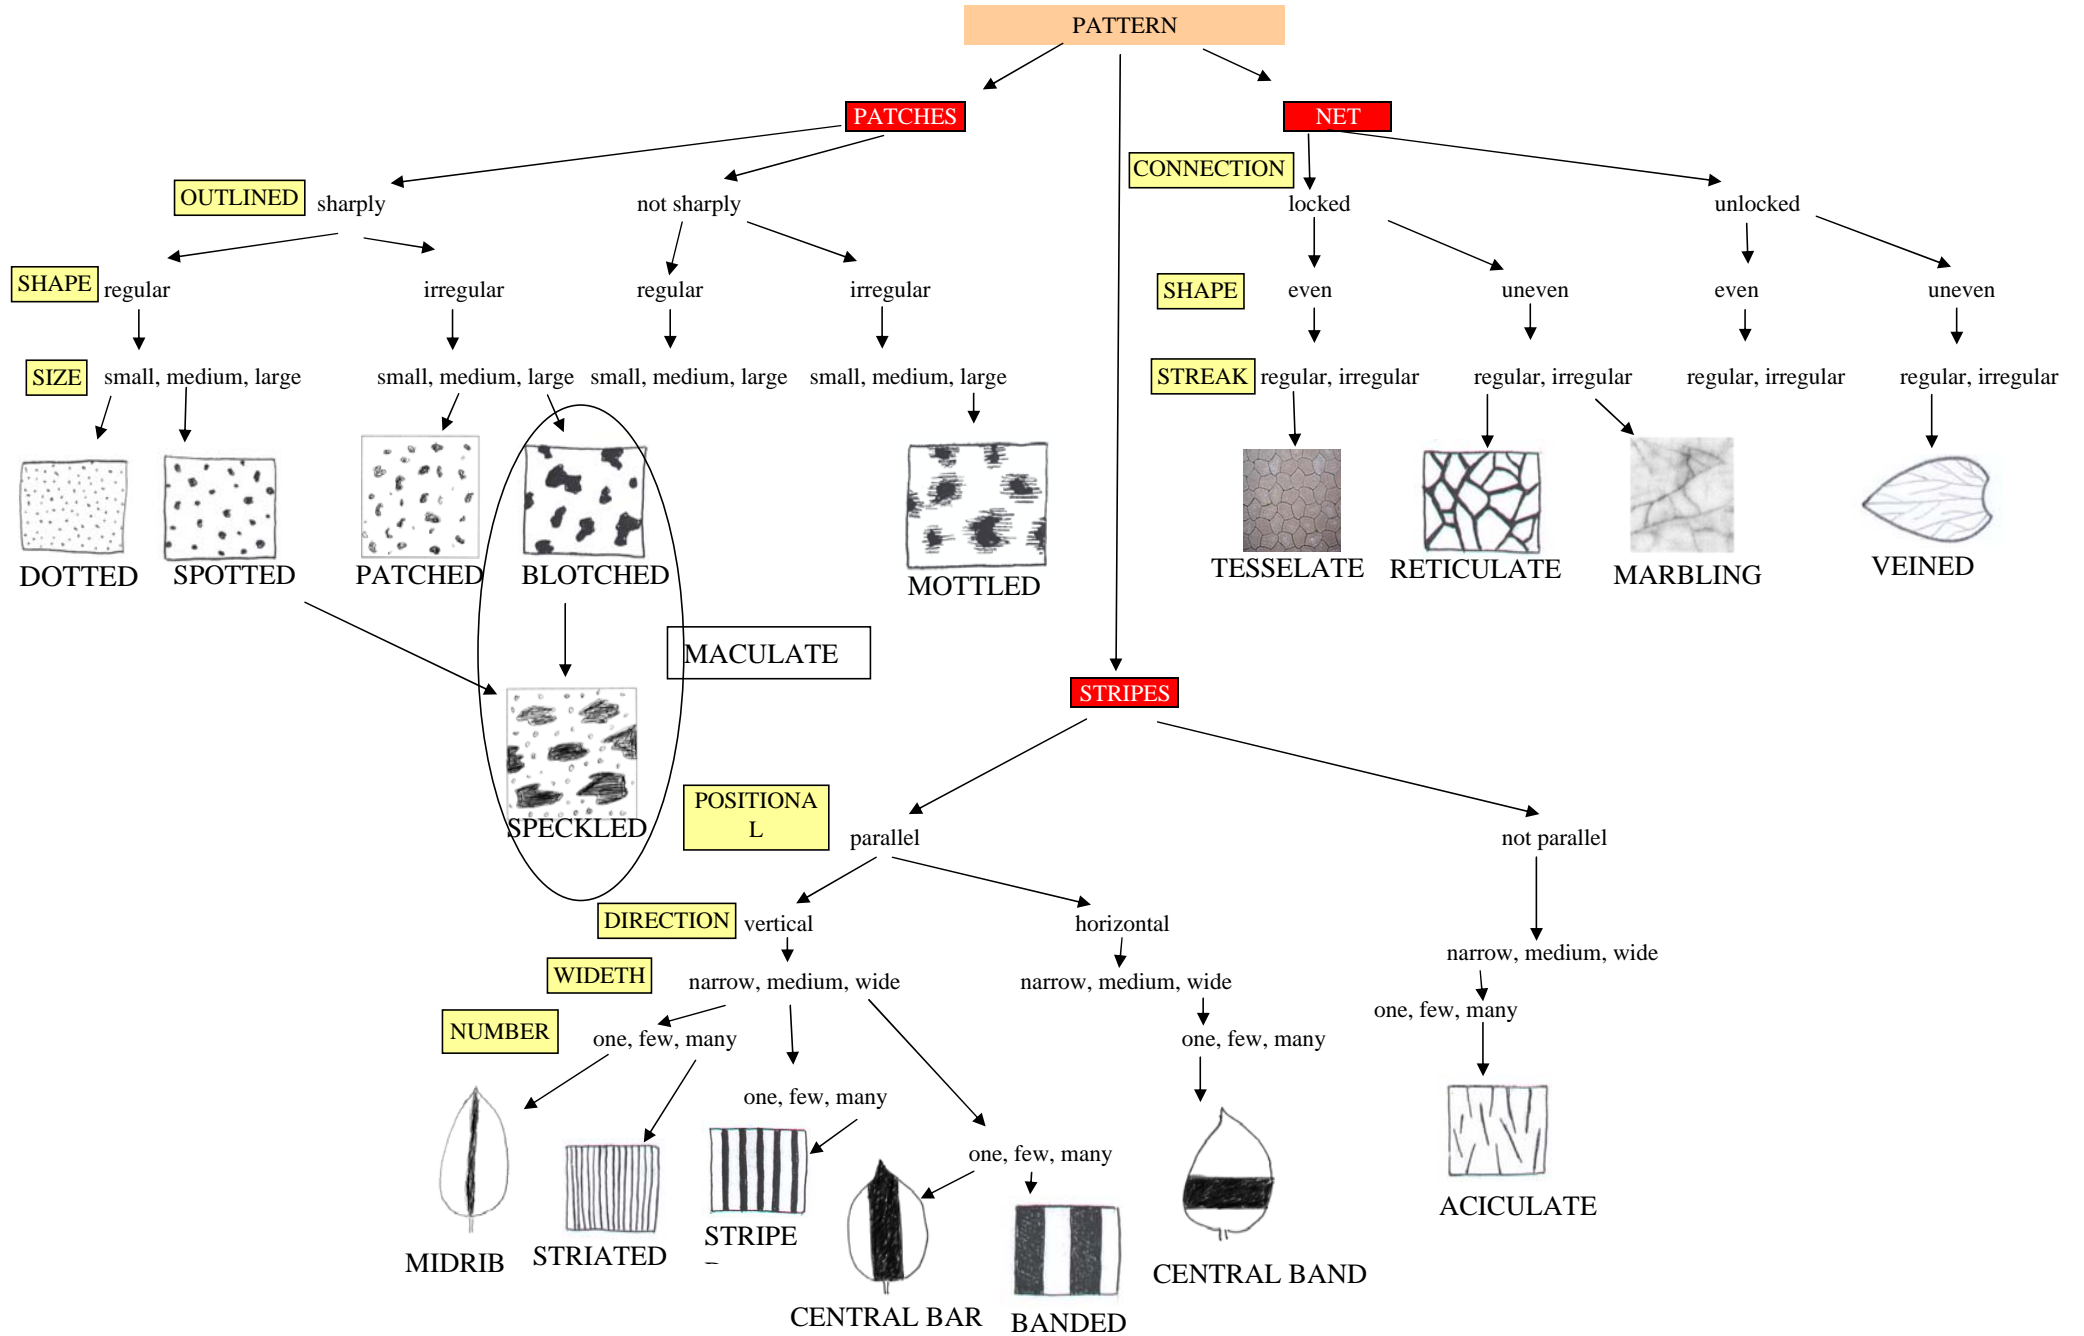 PATTERN
PATCHES
NET
CONNECTION
OUTLINED
sharply
not sharply
locked
unlocked
SHAPE
regular
irregular
regular
irregular
SHAPE
even
uneven
even
uneven
SIZE
small, medium, large
small, medium, large
small, medium, large
small, medium, large
STREAK
regular, irregular
regular, irregular
regular, irregular
regular, irregular
DOTTED
SPOTTED
PATCHED
BLOTCHED
MOTTLED
TESSELATE
RETICULATE
MARBLING
VEINED
MACULATE
STRIPES
SPECKLED
POSITIONA
L
parallel
not parallel
DIRECTION
vertical
horizontal
narrow, medium, wide
WIDETH
narrow, medium, wide
narrow, medium, wide
one, few, many
NUMBER
one, few, many
one, few, many
one, few, many
one, few, many
ACICULATE
MIDRIB
STRIATED
STRIPE
CENTRAL BAND
CENTRAL BAR
BANDED